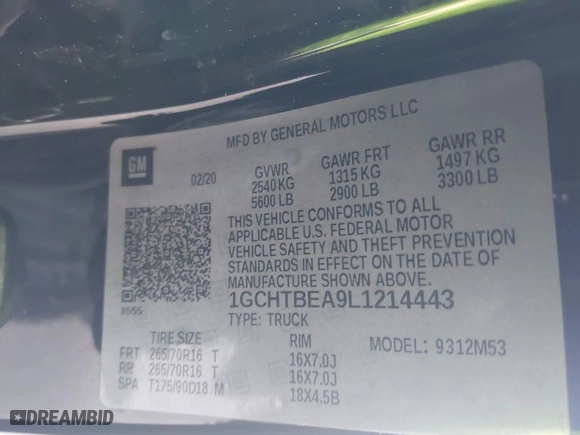 MFD BY GENERAL MOTORS LLC
GM
02/20
GVWR GAWR FRT GAWR RR
2540 KG 1315 KG 1497 KG
5600 LB 2900 LB 3300 LB
THIS VEHICLE CONFORMS TO ALL
APPLICABLE U.S. FEDERAL MOTOR
VEHICLE SAFETY AND THEFT PREVENTION
STANDARDS IN EFFECT ON THE DATE OF
MANUFACTURE SHOWN ABOVE.
8555
1GCHTBEA9L1214443
TYPE: TRUCK
TIRE SIZE RIM MODEL: 9312M53
FRT 265/70R16 T 16X7.0J
RR 265/70R16 T 16X7.0J
SPA T175/90D18 M 18X4.5B
DREAMBID